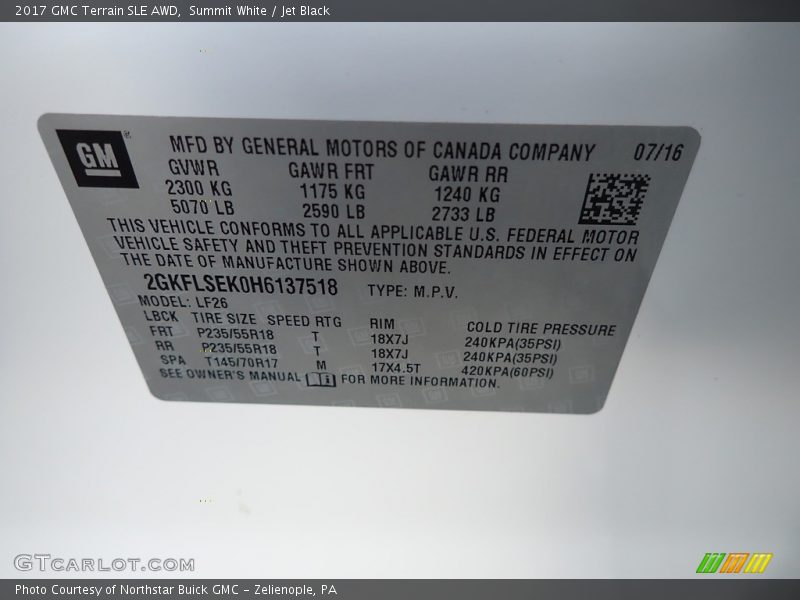 2017 GMC Terrain SLE AWD, Summit White / Jet Black
GM®
MFD BY GENERAL MOTORS OF CANADA COMPANY 07/16
GVWR GAWR FRT GAWR RR
2300 KG 1175 KG 1240 KG
5070 LB 2590 LB 2733 LB
THIS VEHICLE CONFORMS TO ALL APPLICABLE U.S. FEDERAL MOTOR
VEHICLE SAFETY AND THEFT PREVENTION STANDARDS IN EFFECT ON
THE DATE OF MANUFACTURE SHOWN ABOVE.
2GKFLSEK0H6137518 TYPE: M.P.V.
MODEL: LF26
LBCK TIRE SIZE SPEED RTG RIM COLD TIRE PRESSURE
FRT P235/55R18 T 18X7J 240KPA(35PSI)
RR P235/55R18 T 18X7J 240KPA(35PSI)
SPA T145/70R17 M 17X4.5T 420KPA(60PSI)
SEE OWNER'S MANUAL FOR MORE INFORMATION.
GTCARLOT.COM
Photo Courtesy of Northstar Buick GMC - Zelienople, PA